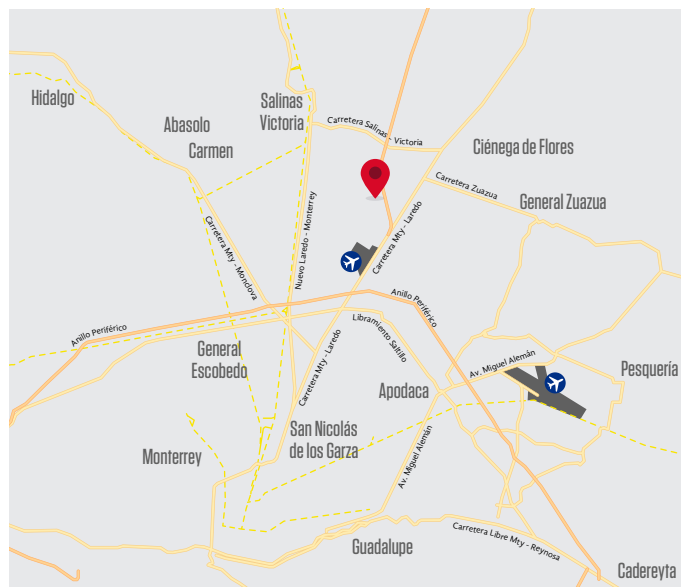 Hidalgo
Salinas
Victoria
Abasolo
Carmen
Carretera Salinas - Victoria
Ciénega de Flores
Carretera Zuazua
General Zuazua
Carretera Mty - Monclova
Nuevo Laredo - Monterrey
Carretera Mty - Laredo
Anillo Periférico
Anillo Periférico
Libramiento Saltillo
Carretera Mty - Laredo
General
Escobedo
Av. Miguel Alemán
Pesquería
Apodaca
San Nicolás
de los Garza
Monterrey
Av. Miguel Alemán
Carretera Libre Mty - Reynosa
Guadalupe
Cadereyta